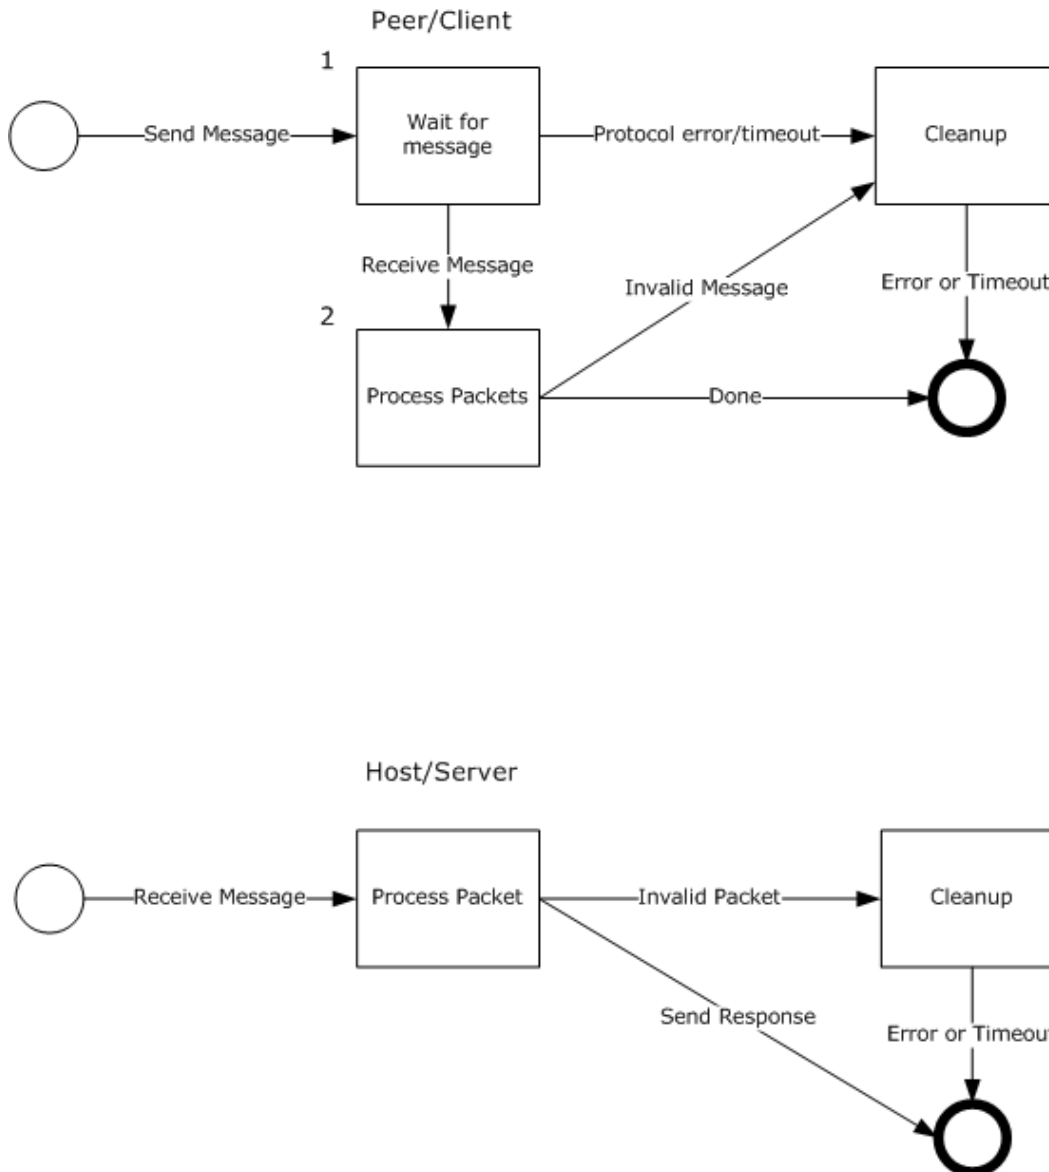 Peer/Client
1
Send Message
Wait for
message
Protocol error/timeout
Cleanup
Receive Message
Invalid Message
Error or Timeout
2
Process Packets
Done
Host/Server
Receive Message
Process Packet
Invalid Packet
Cleanup
Send Response
Error or Timeout